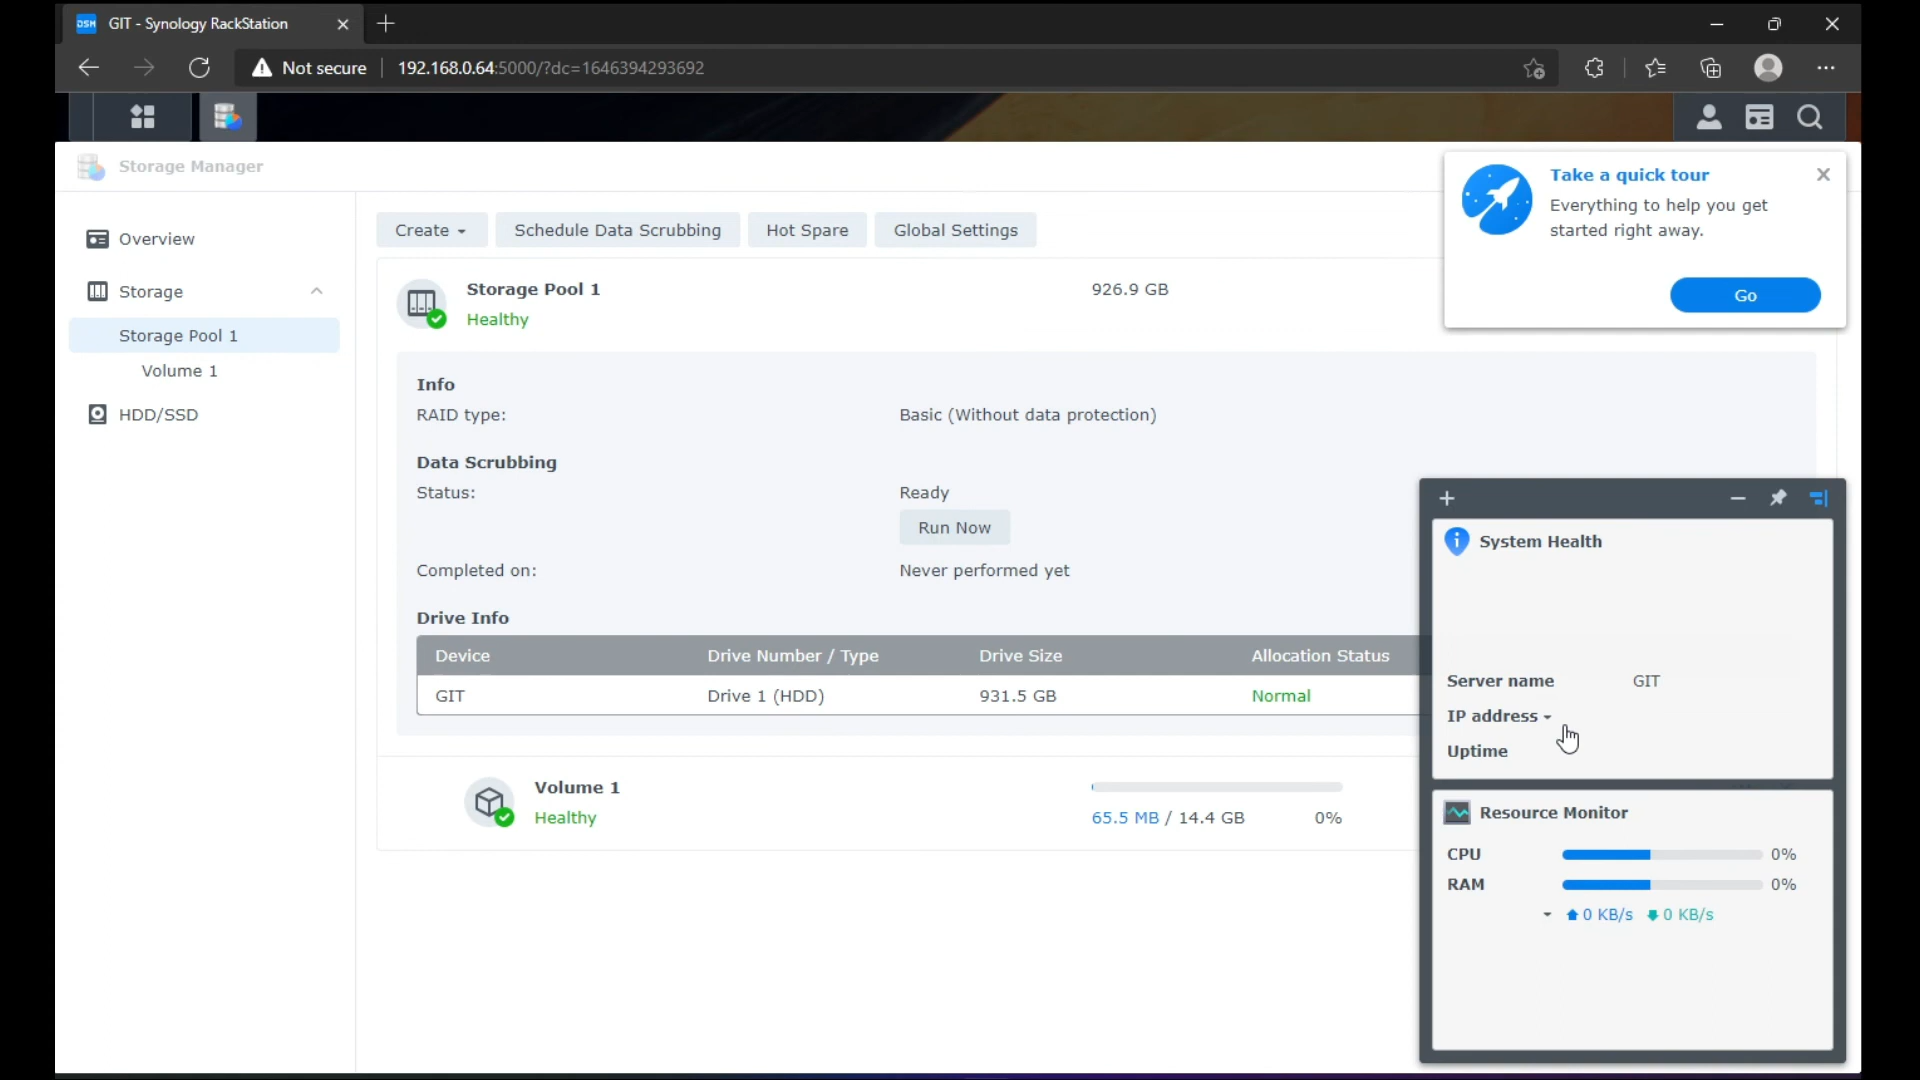 DSM GIT - Synology RackStation
Not secure 192.168.0.64:5000/?dc=1646394293692
Storage Manager
Take a quick tour
Everything to help you get
started right away.
Go
Overview
Storage
Storage Pool 1
Volume 1
HDD/SSD
Create Schedule Data Scrubbing Hot Spare Global Settings
Storage Pool 1 926.9 GB
Healthy
Info
RAID type: Basic (Without data protection)
Data Scrubbing
Status: Ready
Run Now
Completed on: Never performed yet
Drive Info
Device Drive Number / Type Drive Size Allocation Status
GIT Drive 1 (HDD) 931.5 GB Normal
Volume 1
Healthy 65.5 MB / 14.4 GB 0%
System Health
Server name GIT
IP address
Uptime
Resource Monitor
CPU 0%
RAM 0%
0 KB/s 0 KB/s